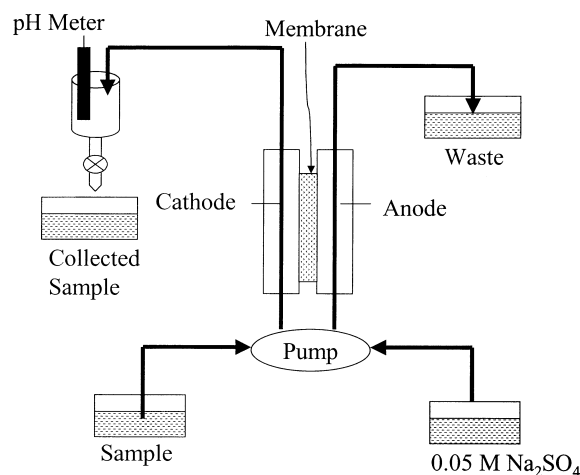 pH Meter
Membrane
Waste
Cathode
Anode
Collected
Sample
Pump
Sample
0.05 M Na₂SO₄